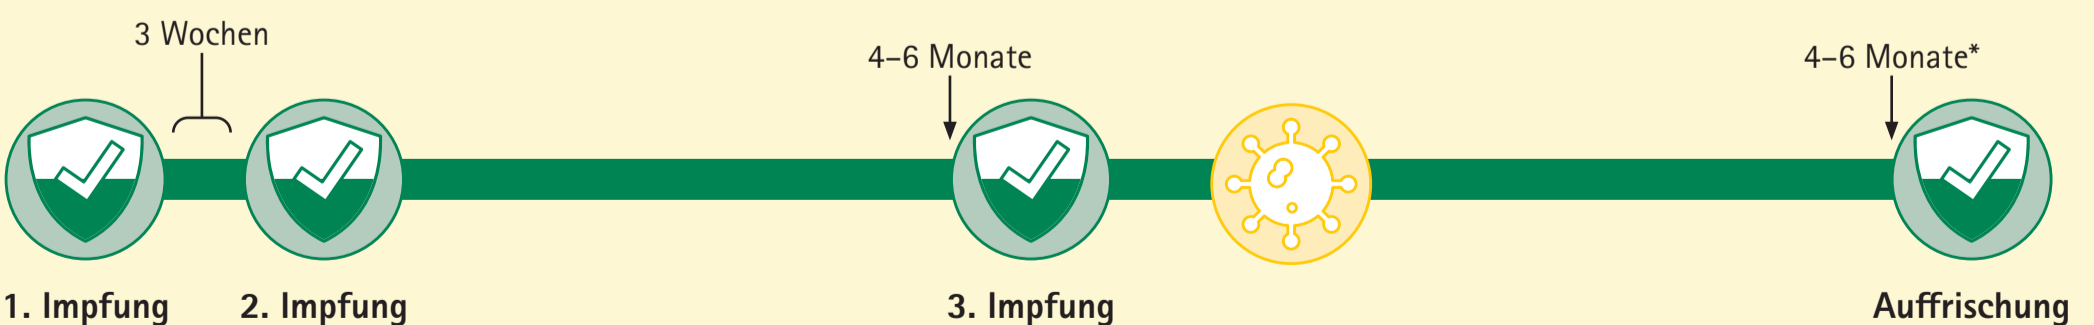 3 Wochen
4–6 Monate
4–6 Monate*
1. Impfung
2. Impfung
3. Impfung
Auffrischung